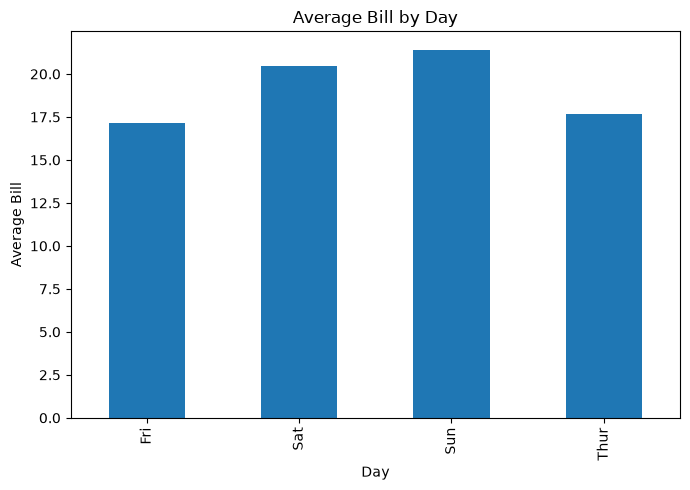 Average Bill by Day
Average Bill
20.0
17.5
15.0
12.5
10.0
7.5
5.0
2.5
0.0
Fri
Sat
Sun
Thur
Day